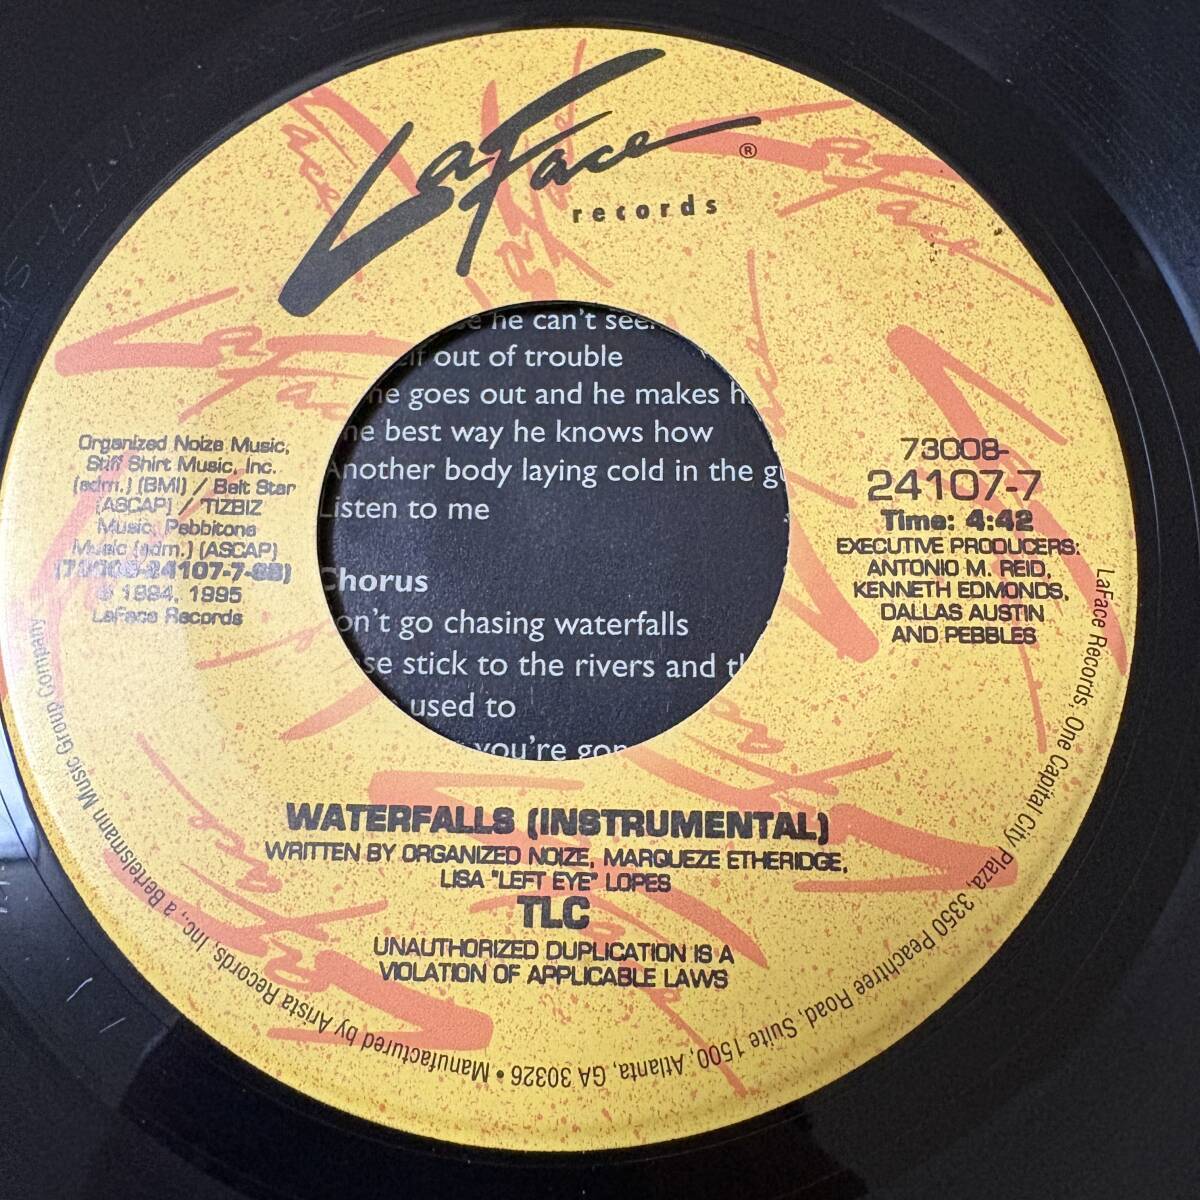 LaFace ®
records
e he can't see
lf out of trouble
he goes out and he makes h
he best way he knows how
Another body laying cold in the gu
Listen to me
Chorus
on't go chasing waterfalls
se stick to the rivers and th
used to
you're gon
Organized Noize Music,
Stiff Shirt Music, Inc.
(adm.) (BMI) / Belt Star
(ASCAP) / TIZBIZ
Music, Pebbitone
Music (adm.) (ASCAP)
LaFace Records
73008-
24107-7
Time: 4:42
EXECUTIVE PRODUCERS:
ANTONIO M. REID,
KENNETH EDMONDS,
DALLAS AUSTIN
AND PEBBLES
WATERFALLS (INSTRUMENTAL)
WRITTEN BY ORGANIZED NOIZE, MARQUEZE ETHERIDGE,
LISA "LEFT EYE" LOPES
TLC
UNAUTHORIZED DUPLICATION IS A
VIOLATION OF APPLICABLE LAWS
LaFace Records, One Capital City Plaza, 3350 Peachtree Road, Suite 1500, Atlanta, GA 30326 • Manufactured by Arista Records, Inc., a Bertelsmann Music Group Company